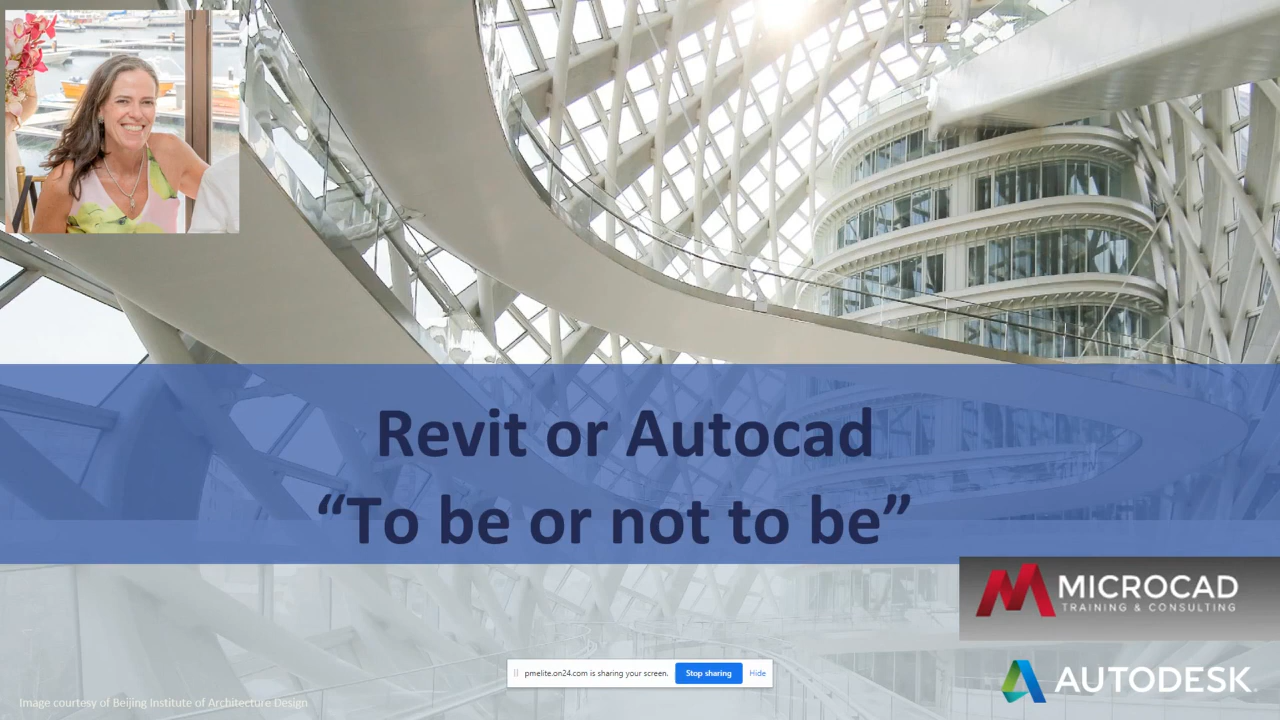 Revit or Autocad
“To be or not to be”
MICROCAD
TRAINING & CONSULTING
pmelite.on24.com is sharing your screen.
Stop sharing
Hide
AUTODESK.
Image courtesy of Beijing Institute of Architecture Design